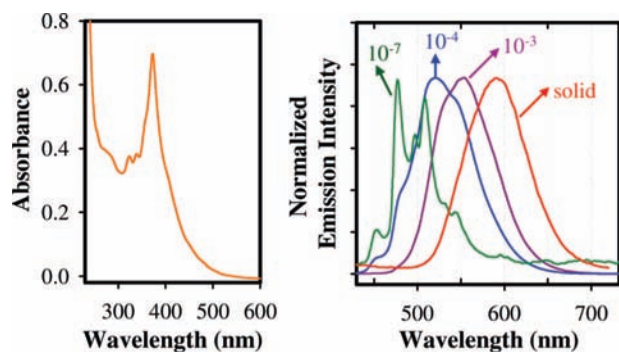 0.8
0.6
0.4
0.2
0.0
Absorbance
300 400 500 600
Wavelength (nm)
10⁻⁷
10⁻⁴
10⁻³
solid
Normalized
Emission Intensity
500 600 700
Wavelength (nm)